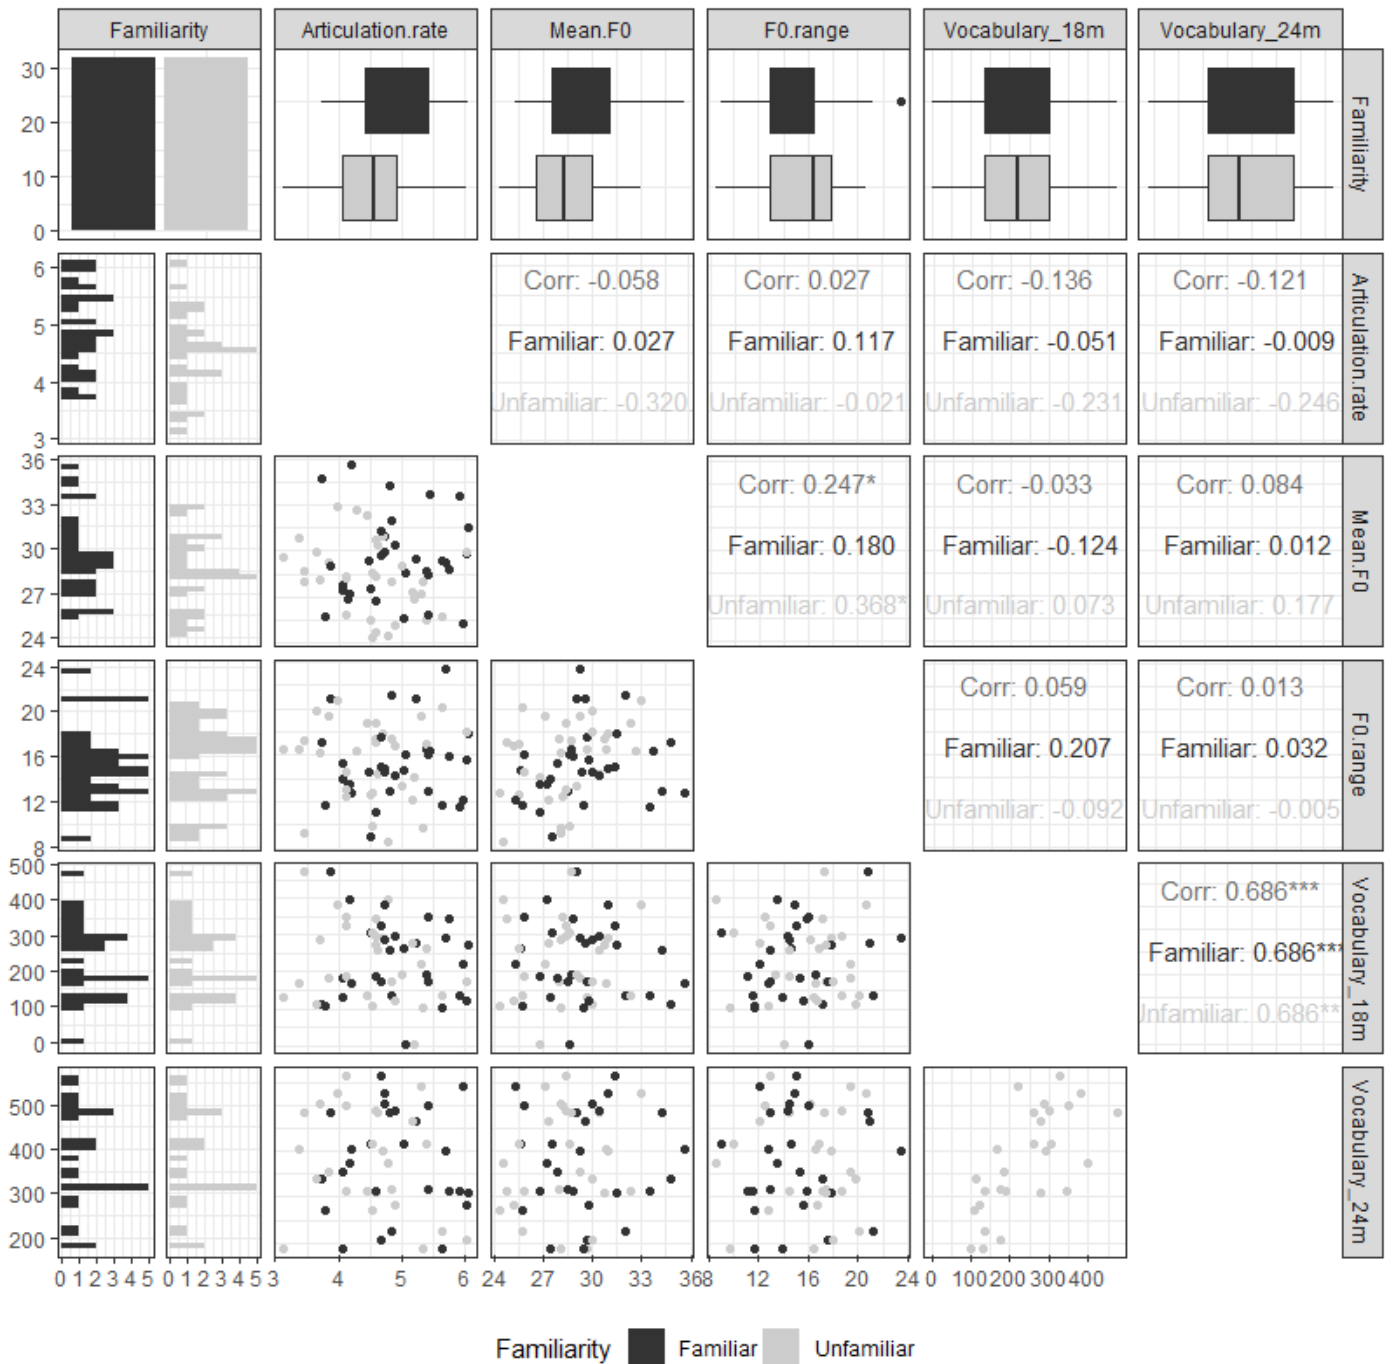 Familiarity Articulation.rate Mean.F0 F0.range Vocabulary_18m Vocabulary_24m
30
20
10
0
Familiarity
6
5
4
3
Corr: -0.058 Corr: 0.027 Corr: -0.136 Corr: -0.121
Familiar: 0.027 Familiar: 0.117 Familiar: -0.051 Familiar: -0.009
Unfamiliar: -0.320 Unfamiliar: -0.021 Unfamiliar: -0.231 Unfamiliar: -0.246
Articulation.rate
36
33
30
27
24
Corr: 0.247* Corr: -0.033 Corr: 0.084
Familiar: 0.180 Familiar: -0.124 Familiar: 0.012
Unfamiliar: 0.368* Unfamiliar: 0.073 Unfamiliar: 0.177
Mean.F0
24
20
16
12
8
Corr: 0.059 Corr: 0.013
Familiar: 0.207 Familiar: 0.032
Unfamiliar: -0.092 Unfamiliar: -0.005
F0.range
500
400
300
200
100
0
Corr: 0.686***
Familiar: 0.686***
Unfamiliar: 0.686**
Vocabulary_18m
500
400
300
200
Vocabulary_24m
0 1 2 3 4 5 0 1 2 3 4 5 3 4 5 6 24 27 30 33 36 8 12 16 20 24 0 100 200 300 400
Familiarity Familiar Unfamiliar